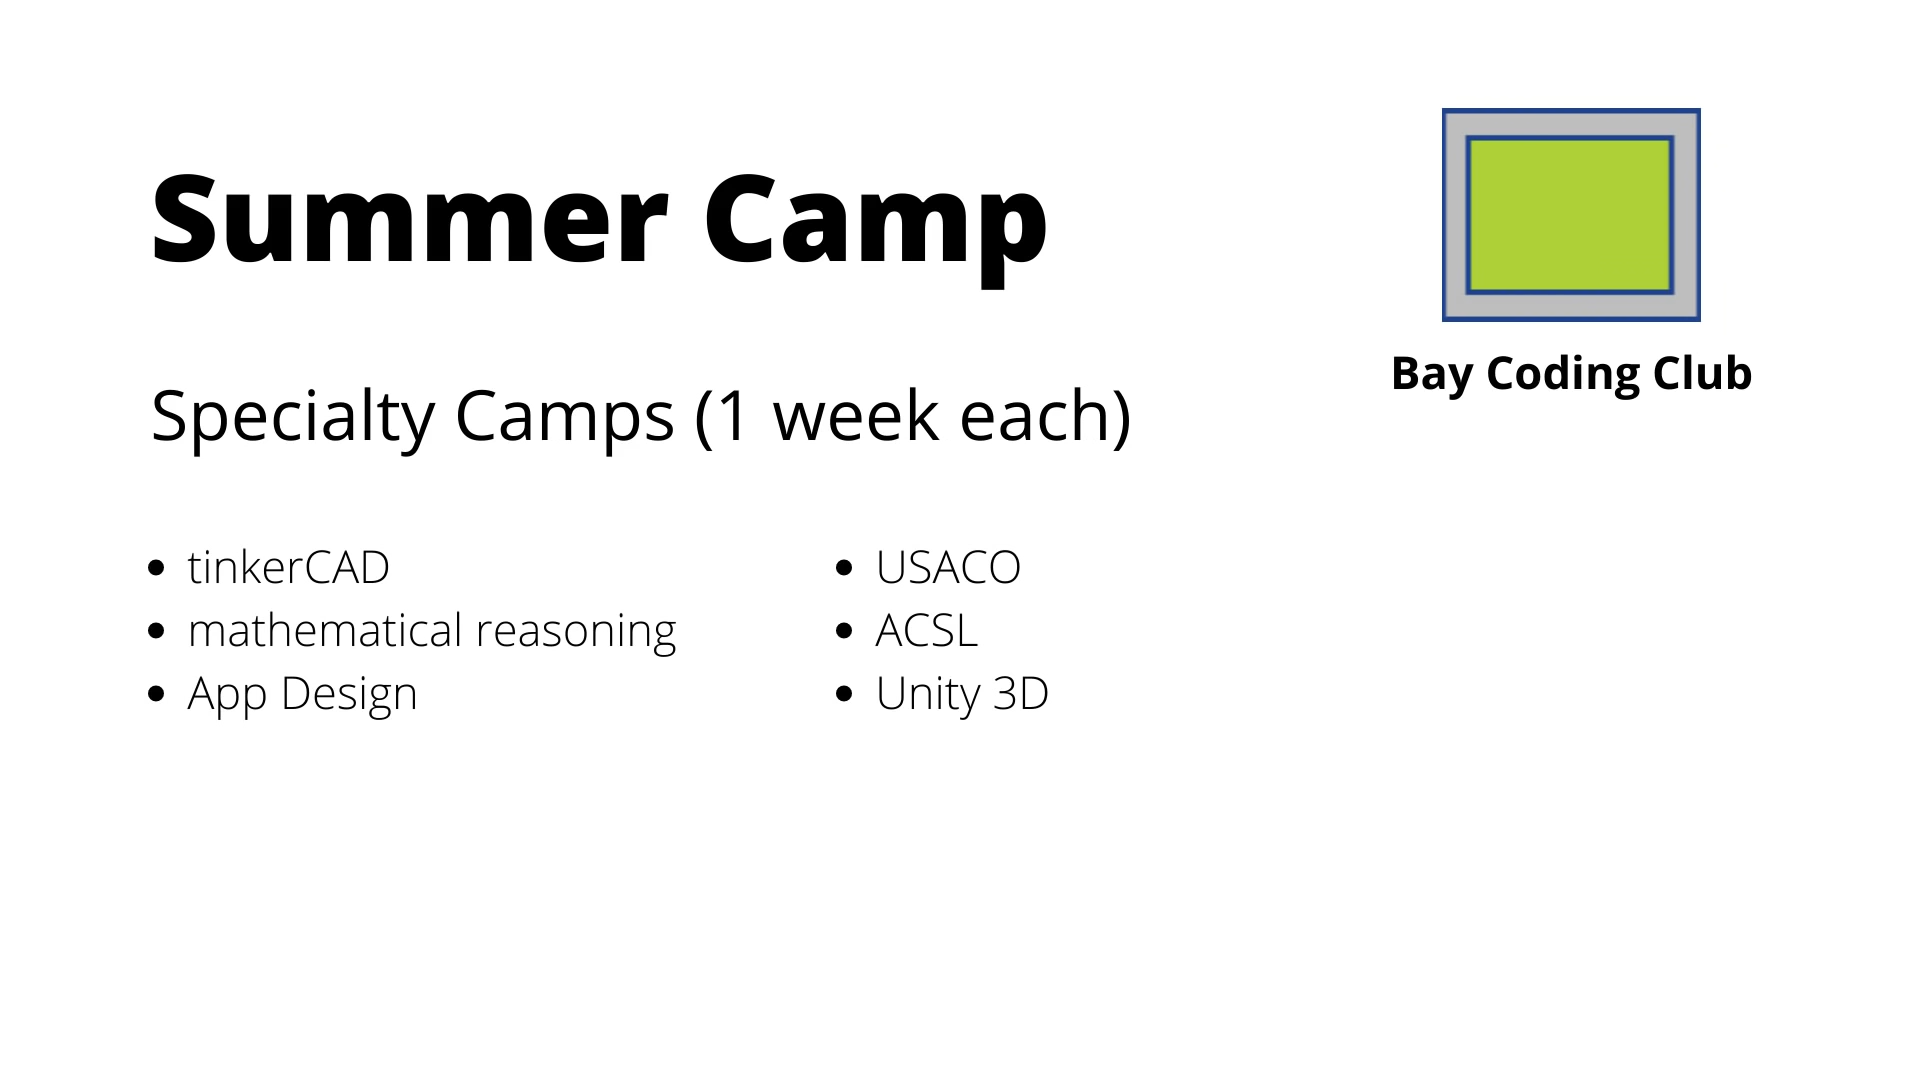 Summer Camp
Bay Coding Club
Specialty Camps (1 week each)
tinkerCAD
mathematical reasoning
App Design
USACO
ACSL
Unity 3D